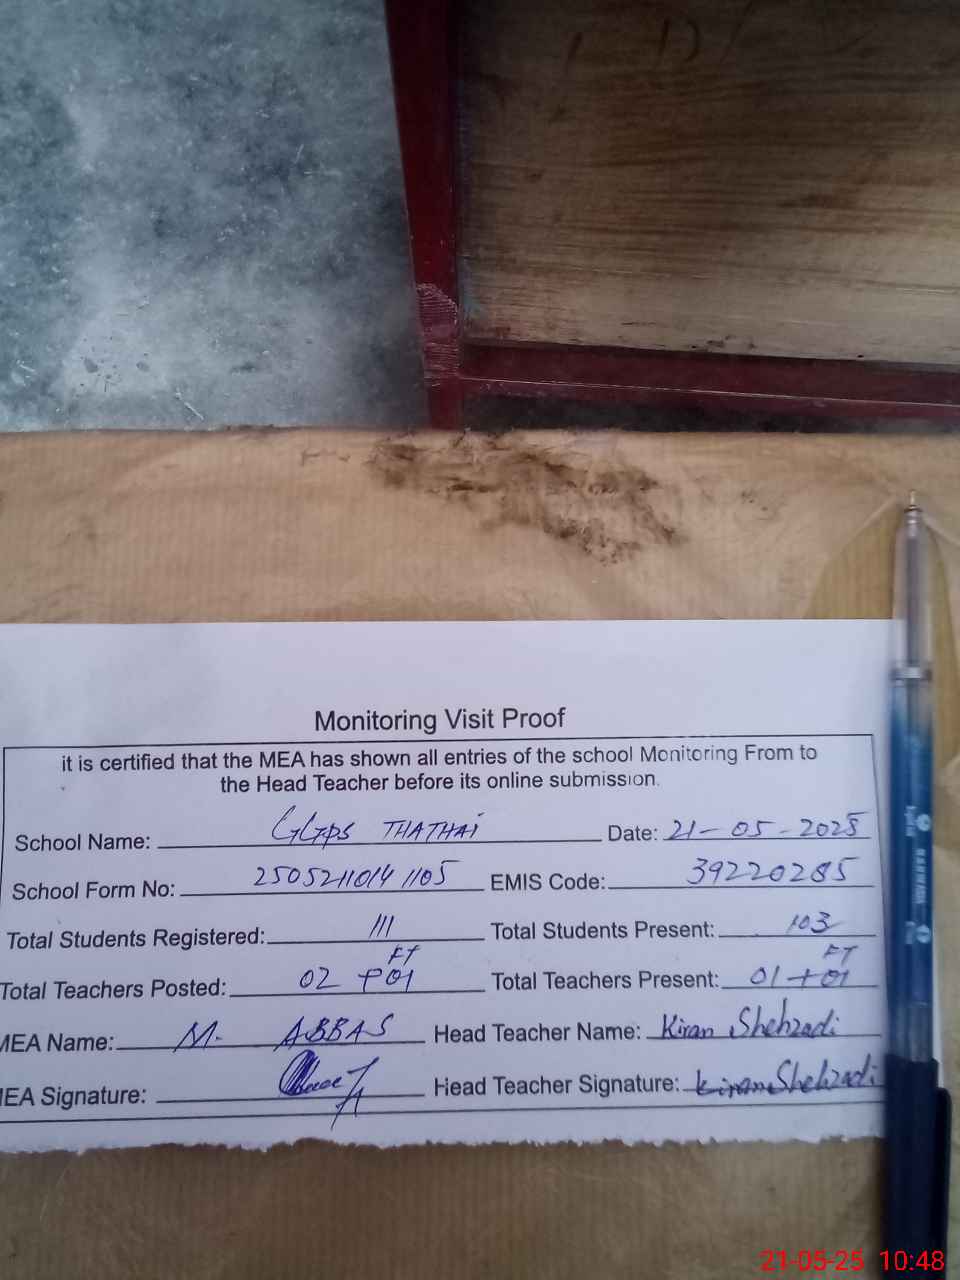 Monitoring Visit Proof
it is certified that the MEA has shown all entries of the school Monitoring From to
the Head Teacher before its online submission.
School Name: GGPS THATHAI Date: 21-05-2025
School Form No: 25052110141105 EMIS Code: 39220285
Total Students Registered: 111 Total Students Present: 103
Total Teachers Posted: 02 + 01 FT Total Teachers Present: 01 + 01 FT
MEA Name: M. ABBAS Head Teacher Name: Kiran Shehzadi
MEA Signature: Head Teacher Signature: Kiran Shehzadi
21-05-25 10:48